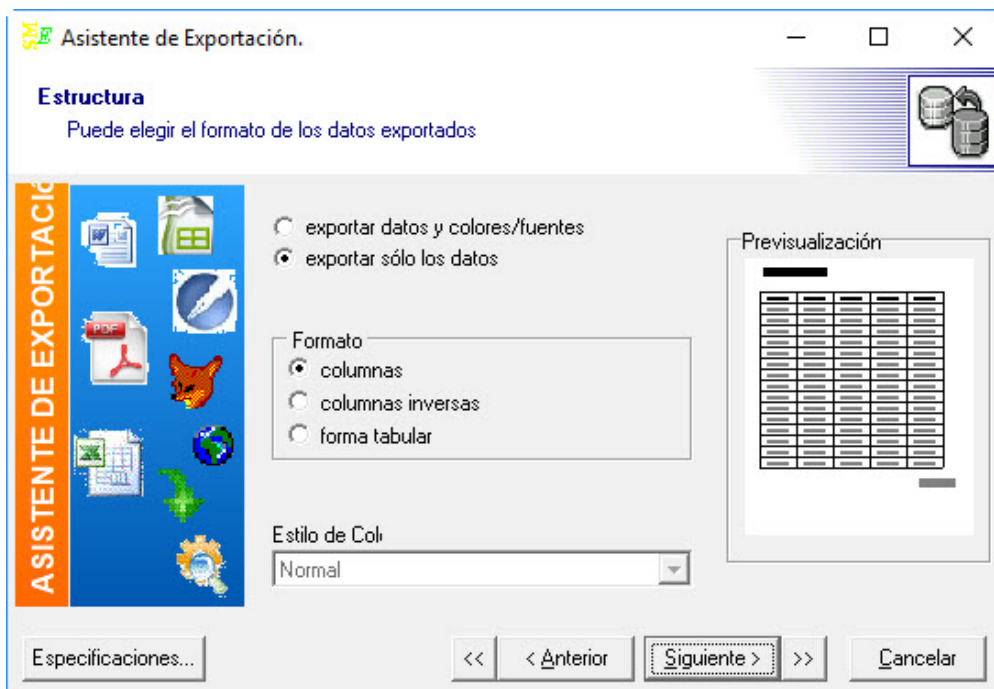 SME Asistente de Exportación.
Estructura
Puede elegir el formato de los datos exportados
ASISTENTE DE EXPORTACIÓ
PDF
exportar datos y colores/fuentes
exportar sólo los datos
Formato
columnas
columnas inversas
forma tabular
Estilo de Col
Normal
Previsualización
Especificaciones...
<<
< Anterior
Siguiente >
>>
Cancelar